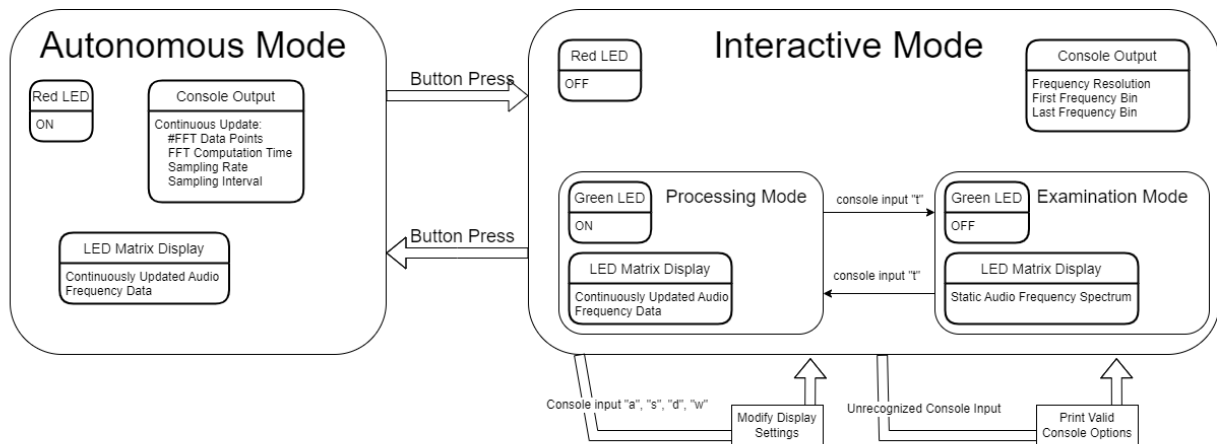 Autonomous Mode
Red LED
ON
Console Output
Continuous Update:
#FFT Data Points
FFT Computation Time
Sampling Rate
Sampling Interval
LED Matrix Display
Continuously Updated Audio
Frequency Data
Button Press
Button Press
Interactive Mode
Red LED
OFF
Console Output
Frequency Resolution
First Frequency Bin
Last Frequency Bin
Processing Mode
Green LED
ON
LED Matrix Display
Continuously Updated Audio
Frequency Data
console input "t"
console input "t"
Examination Mode
Green LED
OFF
LED Matrix Display
Static Audio Frequency Spectrum
Console input "a", "s", "d", "w"
Modify Display
Settings
Unrecognized Console Input
Print Valid
Console Options